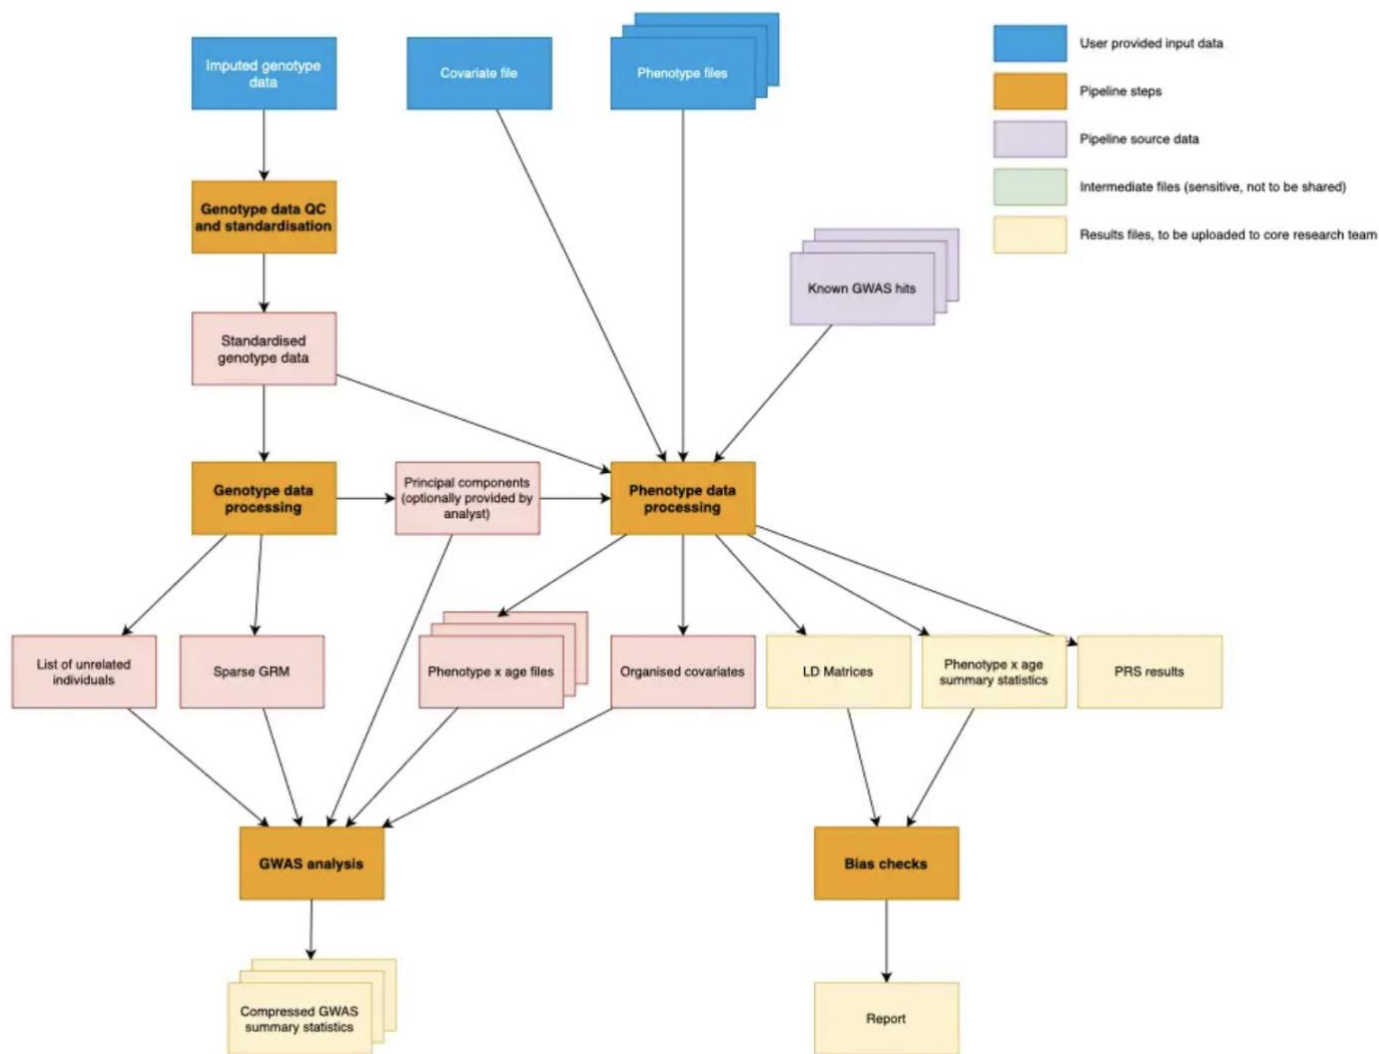 Imputed genotype
data
Covariate file
Phenotype files
User provided input data
Pipeline steps
Pipeline source data
Intermediate files (sensitive, not to be shared)
Results files, to be uploaded to core research team
Genotype data QC
and standardisation
Known GWAS hits
Standardised
genotype data
Genotype data
processing
Principal components
(optionally provided by
analyst)
Phenotype data
processing
List of unrelated
individuals
Sparse GRM
Phenotype x age files
Organised covariates
LD Matrices
Phenotype x age
summary statistics
PRS results
GWAS analysis
Bias checks
Compressed GWAS
summary statistics
Report